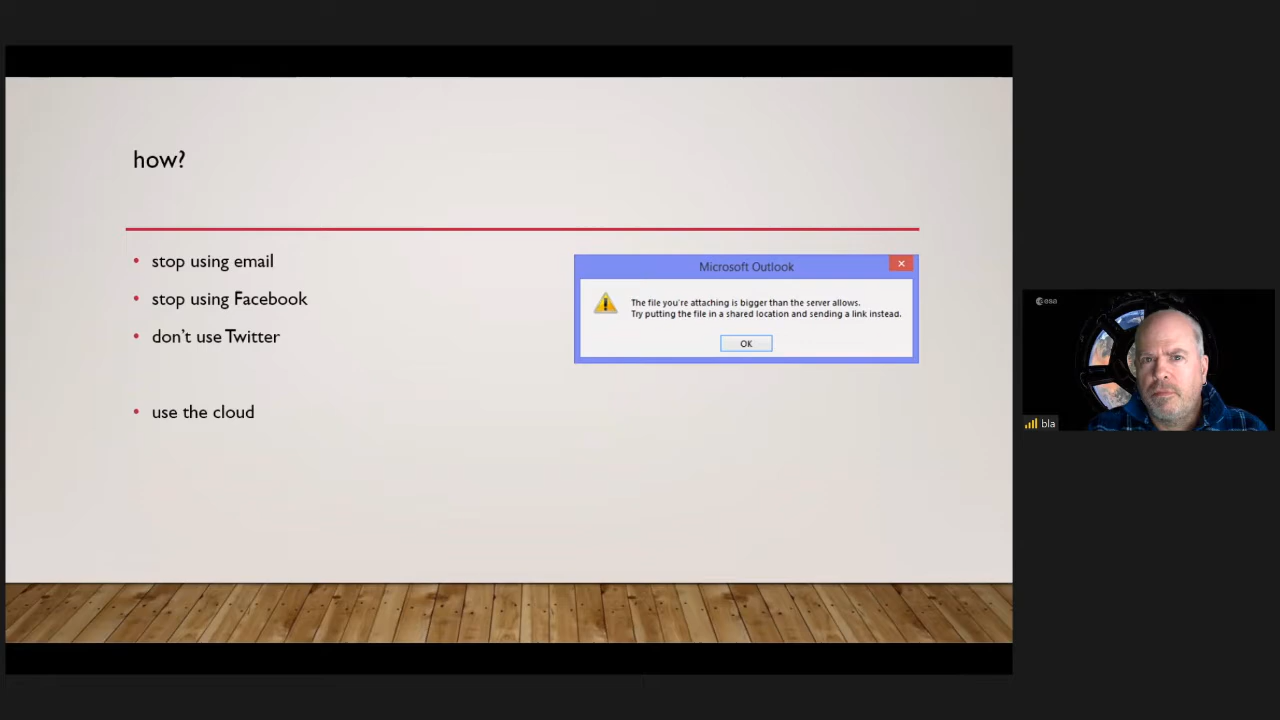 how?
• stop using email
• stop using Facebook
• don't use Twitter
• use the cloud
Microsoft Outlook
The file you're attaching is bigger than the server allows.
Try putting the file in a shared location and sending a link instead.
OK
esa
bla